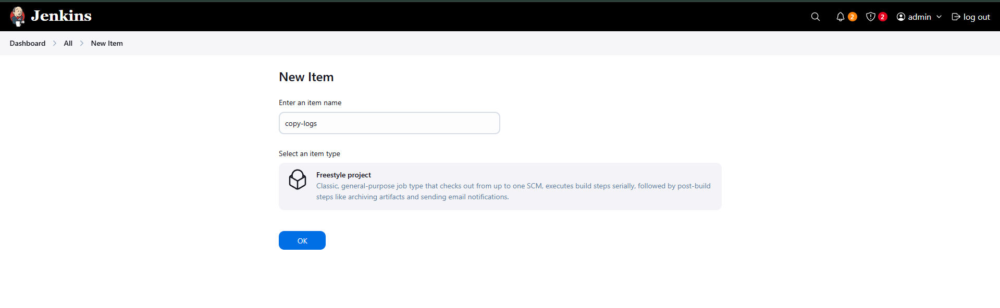 Jenkins
2
2
admin
log out
Dashboard
All
New Item
New Item
Enter an item name
copy-logs
Select an item type
Freestyle project
Classic, general-purpose job type that checks out from up to one SCM, executes build steps serially, followed by post-build
steps like archiving artifacts and sending email notifications.
OK